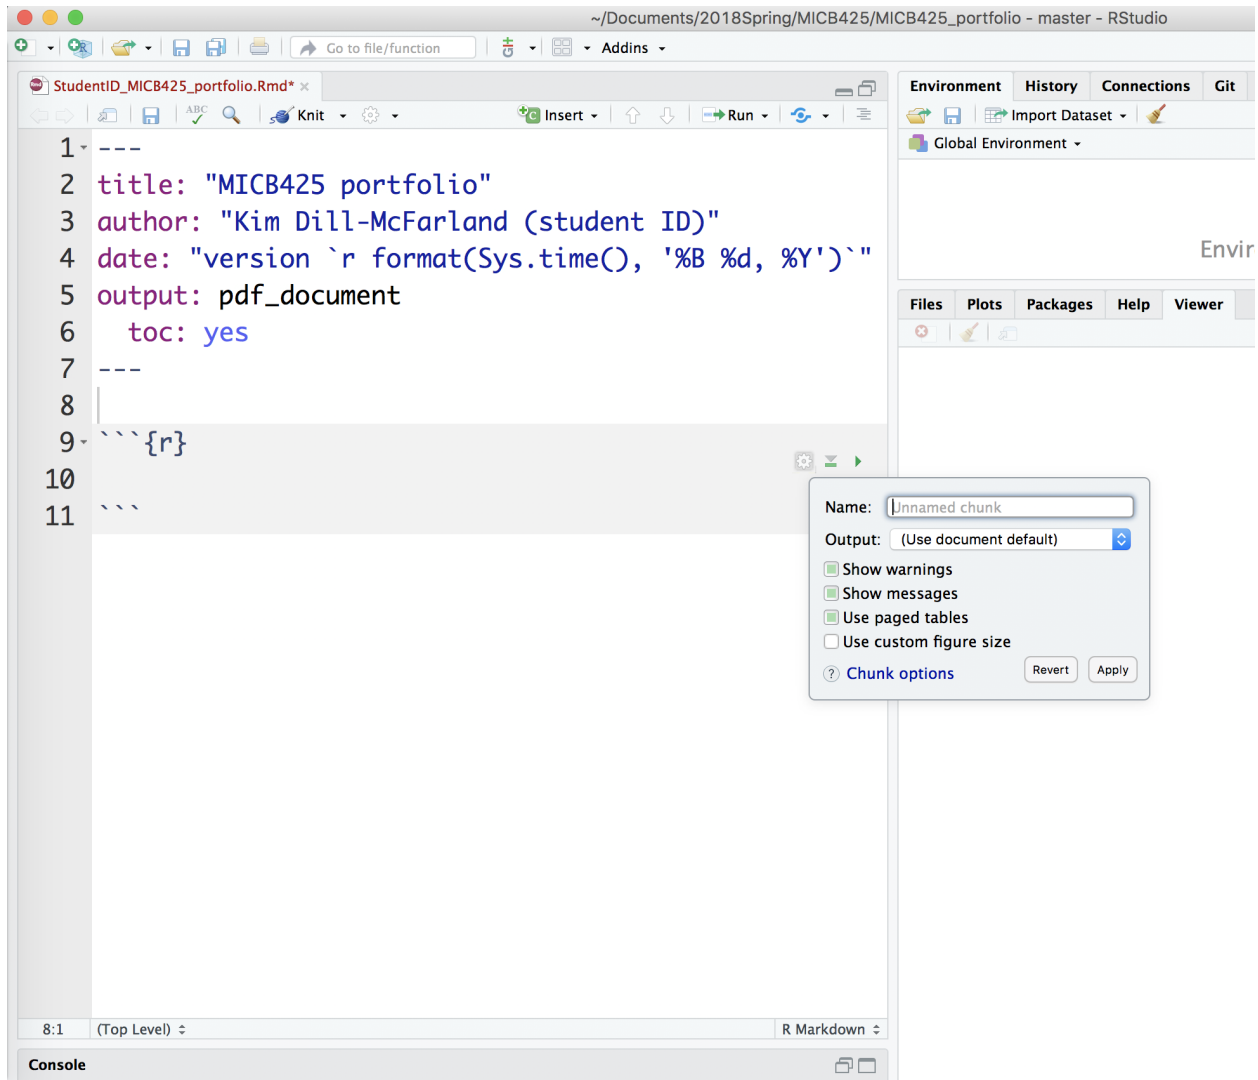 ~/Documents/2018Spring/MICB425/MICB425_portfolio - master - RStudio
Go to file/function
Addins
StudentID_MICB425_portfolio.Rmd*
ABC
Knit
Insert
Run
1 ---
2 title: "MICB425 portfolio"
3 author: "Kim Dill-McFarland (student ID)"
4 date: "version `r format(Sys.time(), '%B %d, %Y')`"
5 output: pdf_document
6   toc: yes
7 ---
8
9 ```{r}
10
11 ```
Name: Unnamed chunk
Output: (Use document default)
Show warnings
Show messages
Use paged tables
Use custom figure size
? Chunk options Revert Apply
8:1 (Top Level) R Markdown
Console
Environment History Connections Git
Import Dataset
Global Environment
Envir
Files Plots Packages Help Viewer